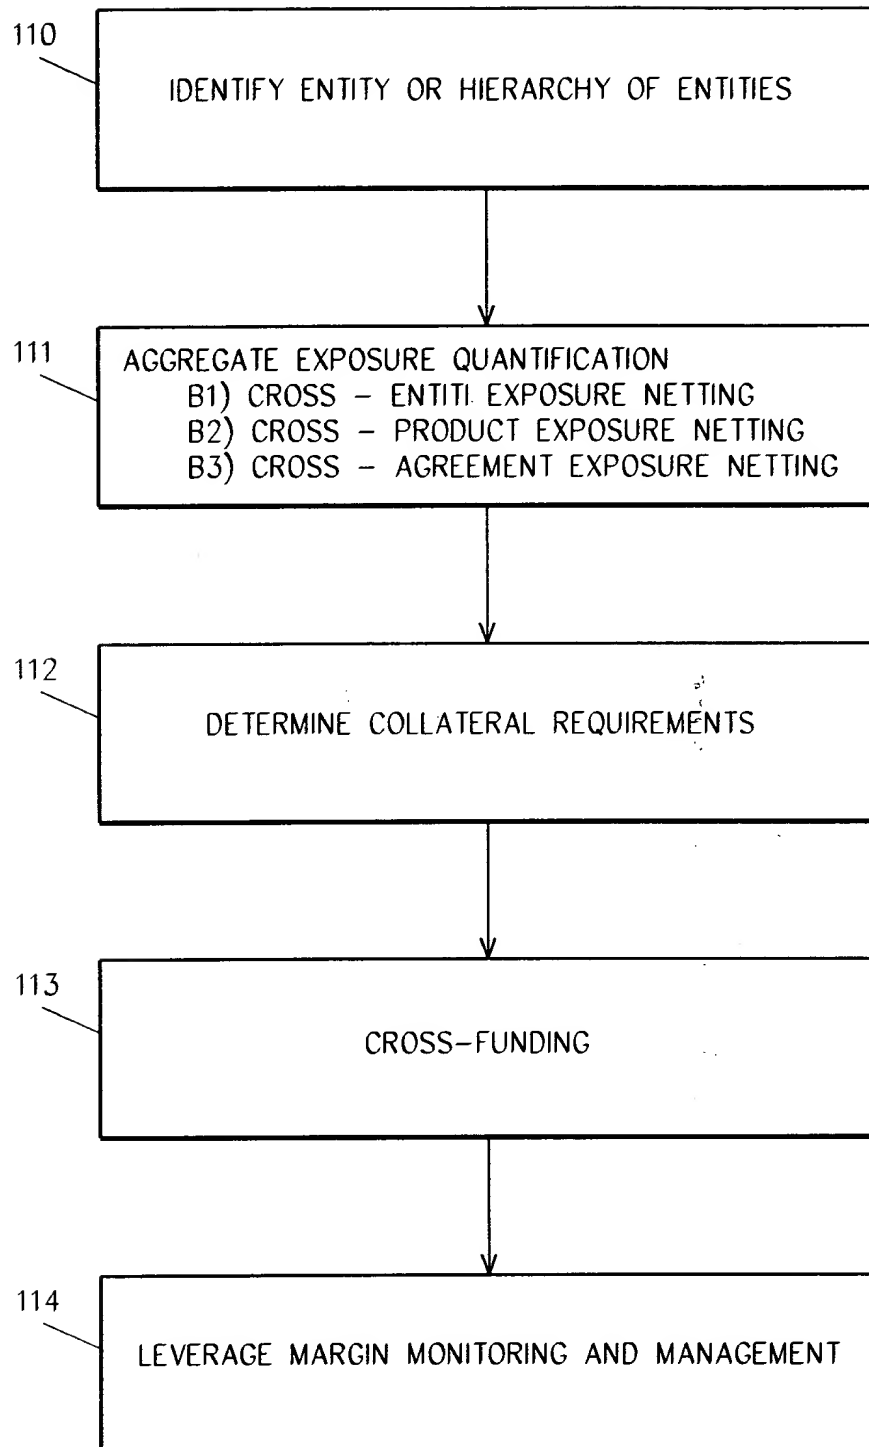 110
IDENTIFY ENTITY OR HIERARCHY OF ENTITIES
111
AGGREGATE EXPOSURE QUANTIFICATION
B1) CROSS - ENTITI EXPOSURE NETTING
B2) CROSS - PRODUCT EXPOSURE NETTING
B3) CROSS - AGREEMENT EXPOSURE NETTING
112
DETERMINE COLLATERAL REQUIREMENTS
113
CROSS-FUNDING
114
LEVERAGE MARGIN MONITORING AND MANAGEMENT